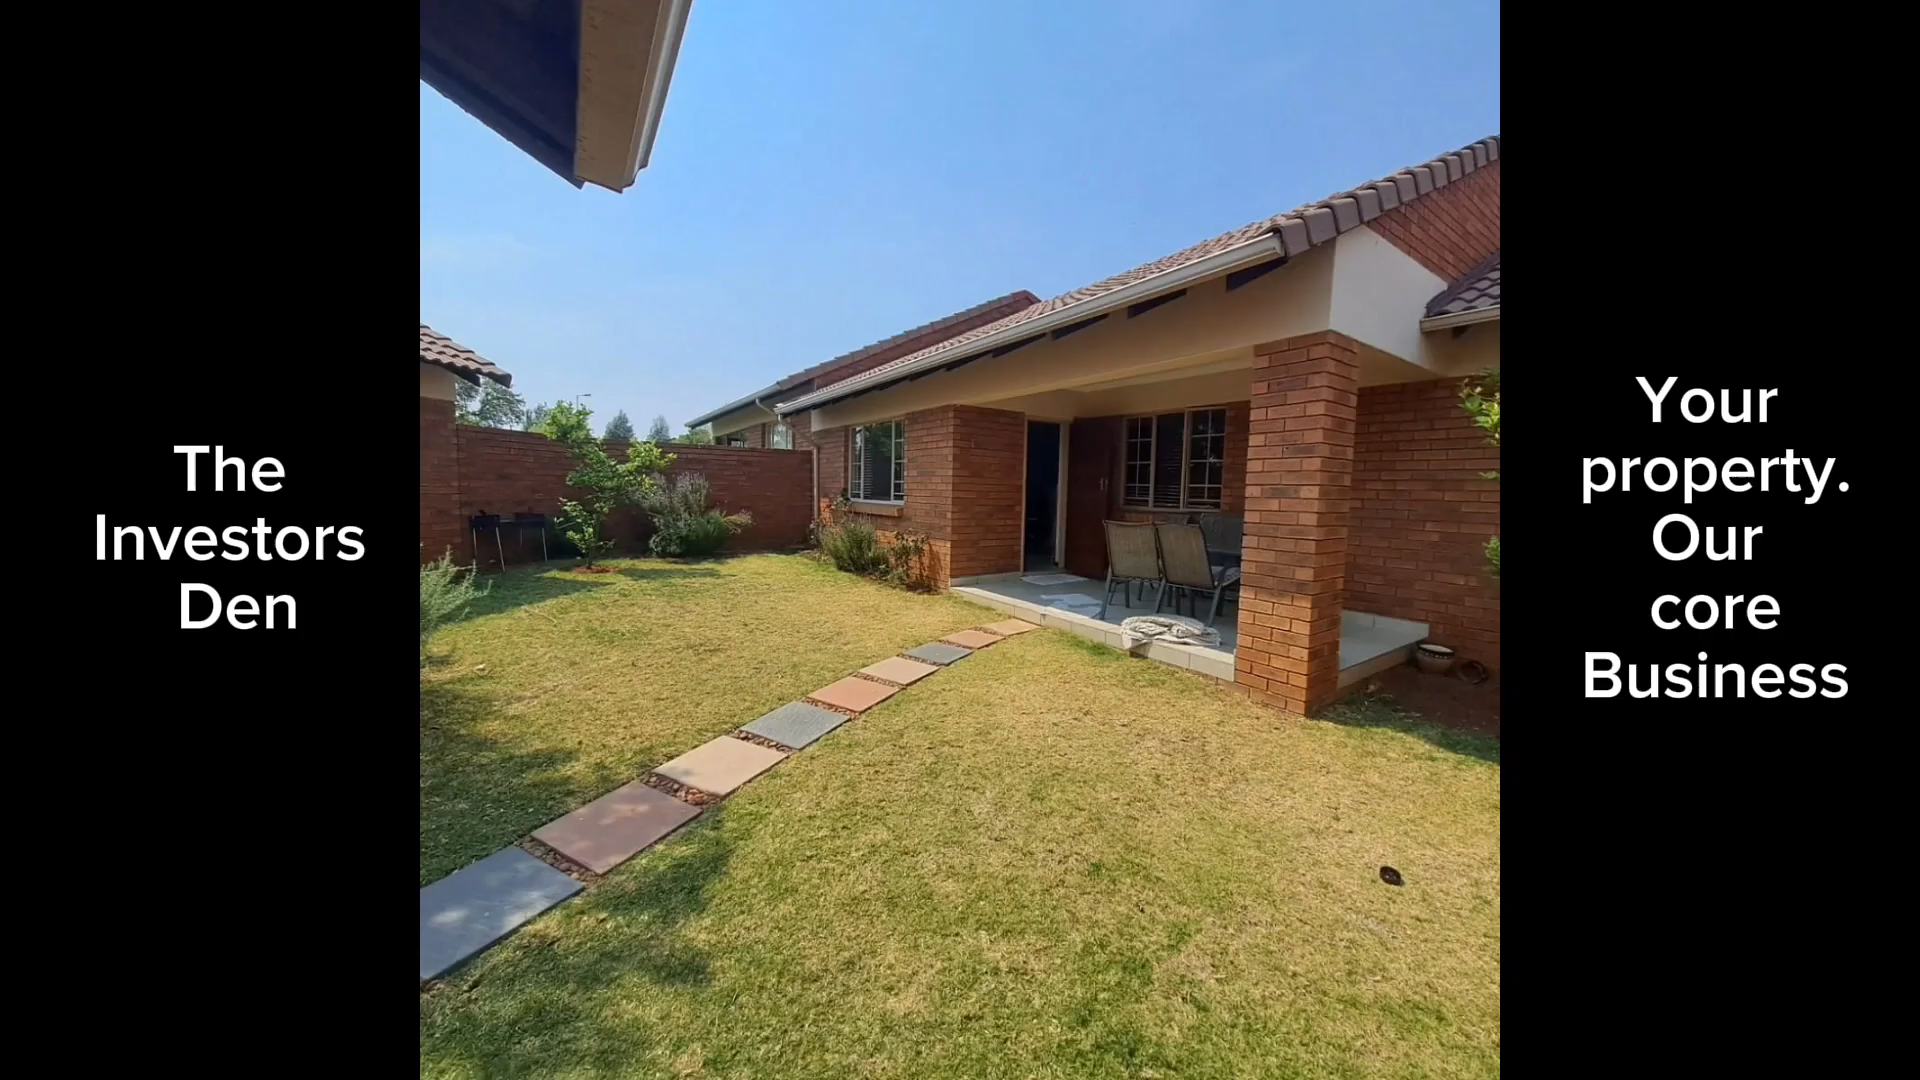 The
Investors
Den
Your
property.
Our
core
Business